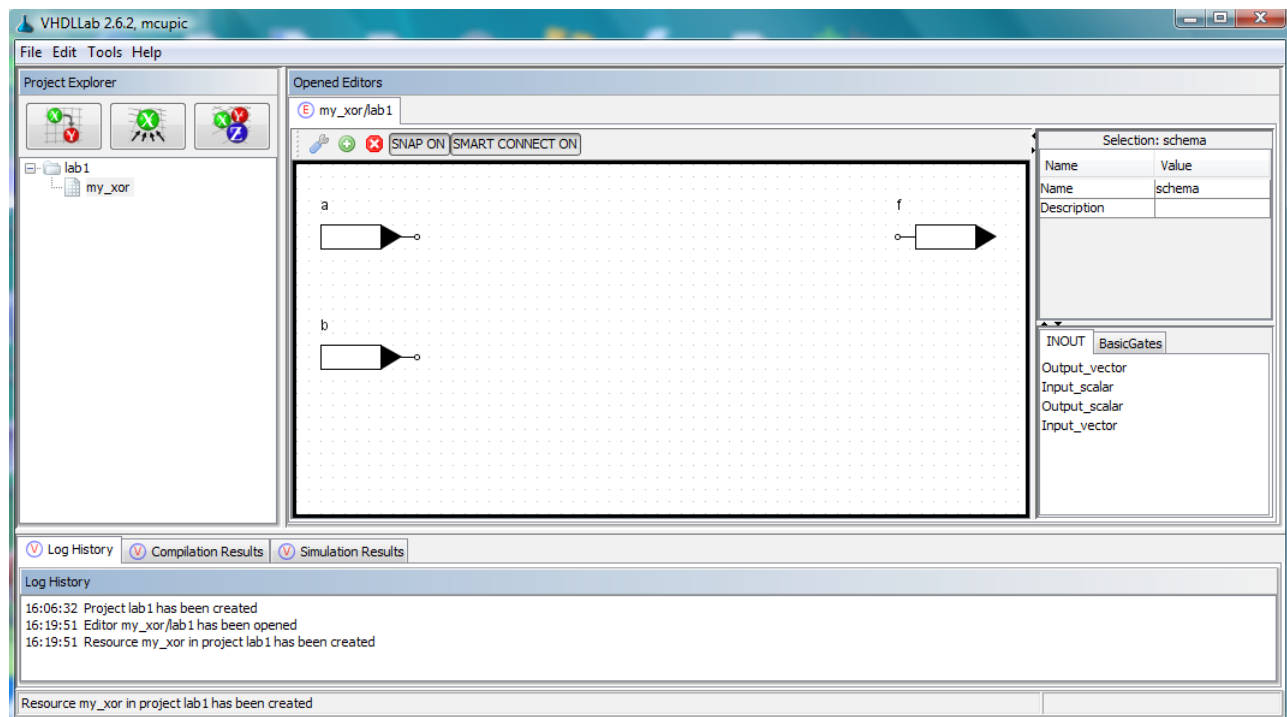 VHDLLab 2.6.2, mcupic
File Edit Tools Help
Project Explorer
Opened Editors
X Y
X
X Y Z
E my_xor/lab1
SNAP ON SMART CONNECT ON
lab1
my_xor
a
f
b
Selection: schema
Name Value
Name schema
Description
INOUT BasicGates
Output_vector
Input_scalar
Output_scalar
Input_vector
V Log History V Compilation Results V Simulation Results
Log History
16:06:32 Project lab1 has been created
16:19:51 Editor my_xor/lab1 has been opened
16:19:51 Resource my_xor in project lab1 has been created
Resource my_xor in project lab1 has been created